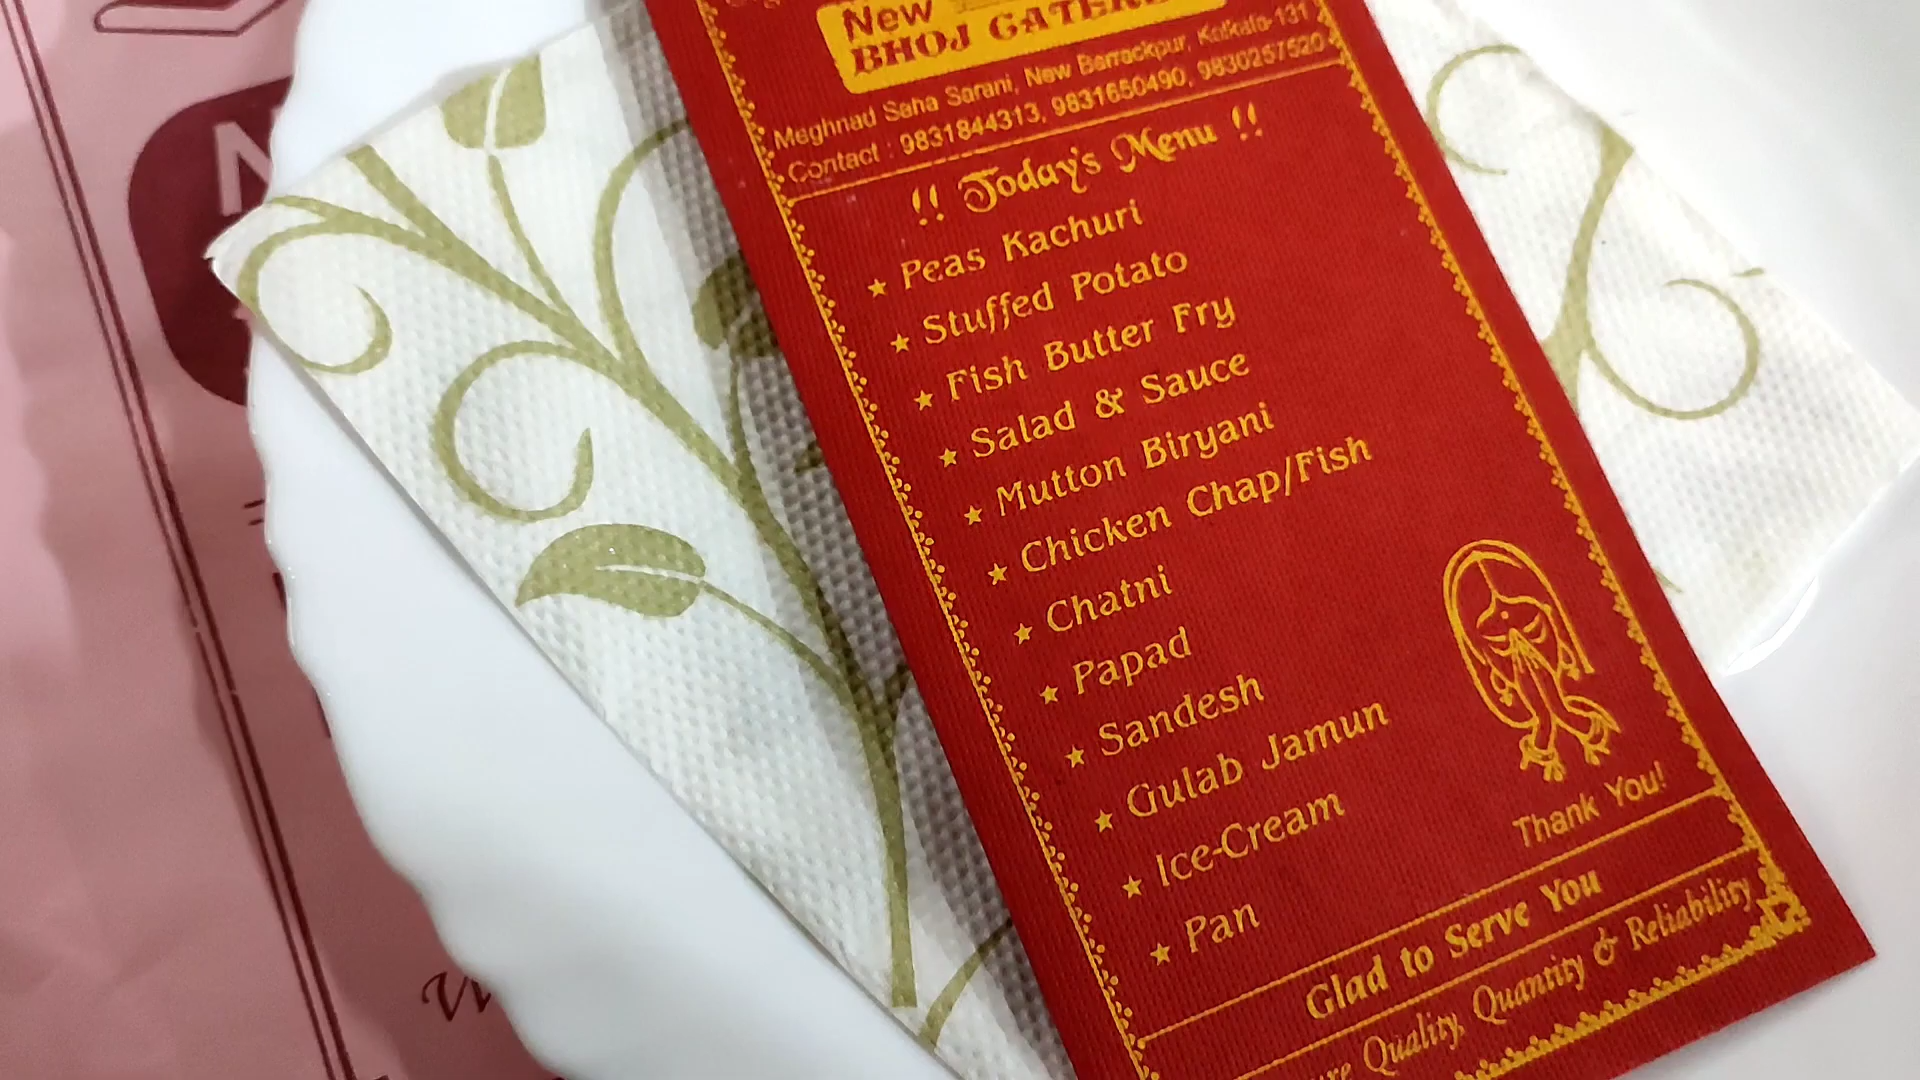 New
BHOJ CATERE
Meghnad Saha Sarani, New Barrackpur, Kolkata-131
Contact : 9831844313, 9831650490, 9830257520
!! Today's Menu !!
★ Peas Kachuri
★ Stuffed Potato
★ Fish Butter Fry
★ Salad & Sauce
★ Mutton Biryani
★ Chicken Chap/Fish
★ Chatni
★ Papad
★ Sandesh
★ Gulab Jamun
★ Ice-Cream
★ Pan
Thank You!
Glad to Serve You
Quality, Quantity & Reliability